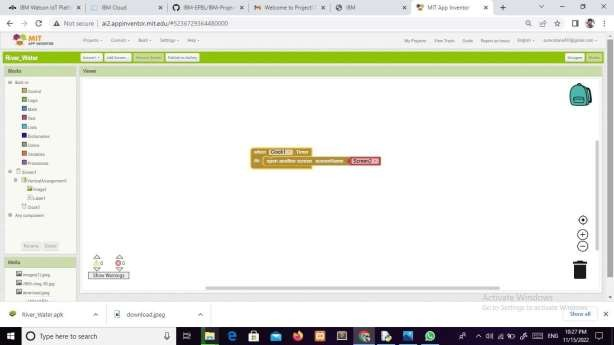 IBM Watson IoT Platf
IBM Cloud
IBM-EPBL/IBM-Projec
Welcome to Project
IBM
MIT App Inventor
Not secure
ai2.appinventor.mit.edu/#5236729364480000
MIT
APP INVENTOR
Projects
Connect
Build
Settings
Help
My Projects
View Trash
Guide
Report an Issue
English
River_Water
Screen1
Add Screen
Remove Screen
Publish to Gallery
Designer
Blocks
Blocks
Viewer
Built-in
Control
Logic
Math
Text
Lists
Dictionaries
Colors
Variables
Procedures
Screen1
VerticalArrangement1
Image1
Label1
Clock1
Any component
Rename
Delete
Media
when Clock1 .Timer
do open another screen screenName Screen2
0
0
Show Warnings
Activate Windows
Go to Settings to activate Windows.
River_Water.apk
download.jpeg
Show all
Type here to search
10:27 PM
11/15/2022